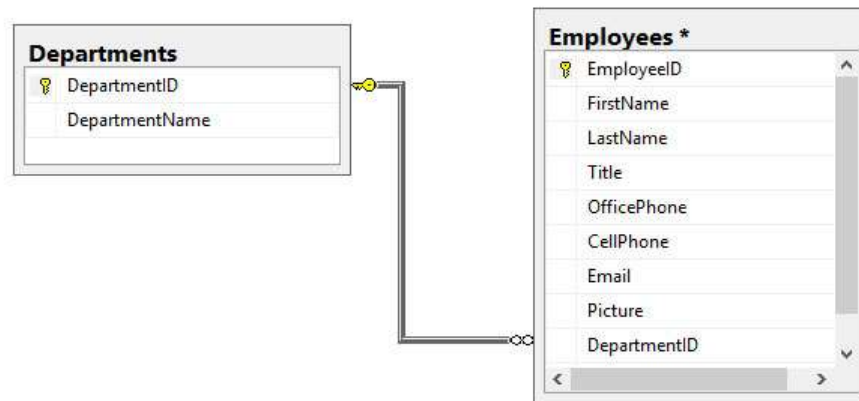 Departments
DepartmentID
DepartmentName
Employees *
EmployeeID
FirstName
LastName
Title
OfficePhone
CellPhone
Email
Picture
DepartmentID